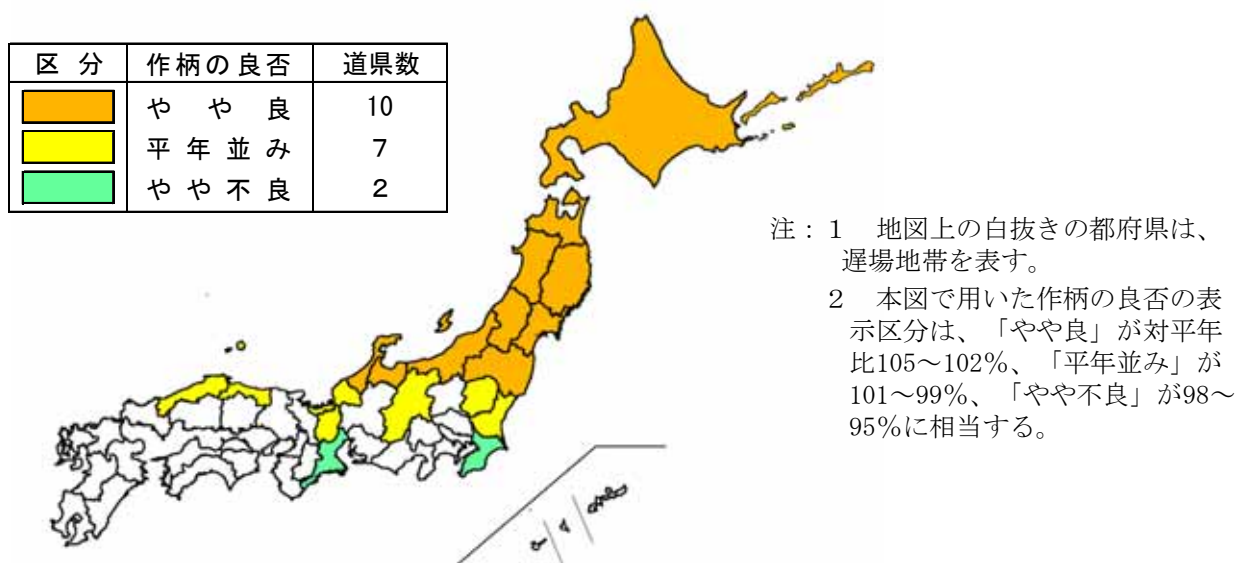 区 分 作柄の良否 道県数
や や 良 10
平 年 並 み 7
や や 不 良 2
注：１　地図上の白抜きの都府県は、
遅場地帯を表す。
２　本図で用いた作柄の良否の表
示区分は、「やや良」が対平年
比105～102％、「平年並み」が
101～99％、「やや不良」が98～
95％に相当する。